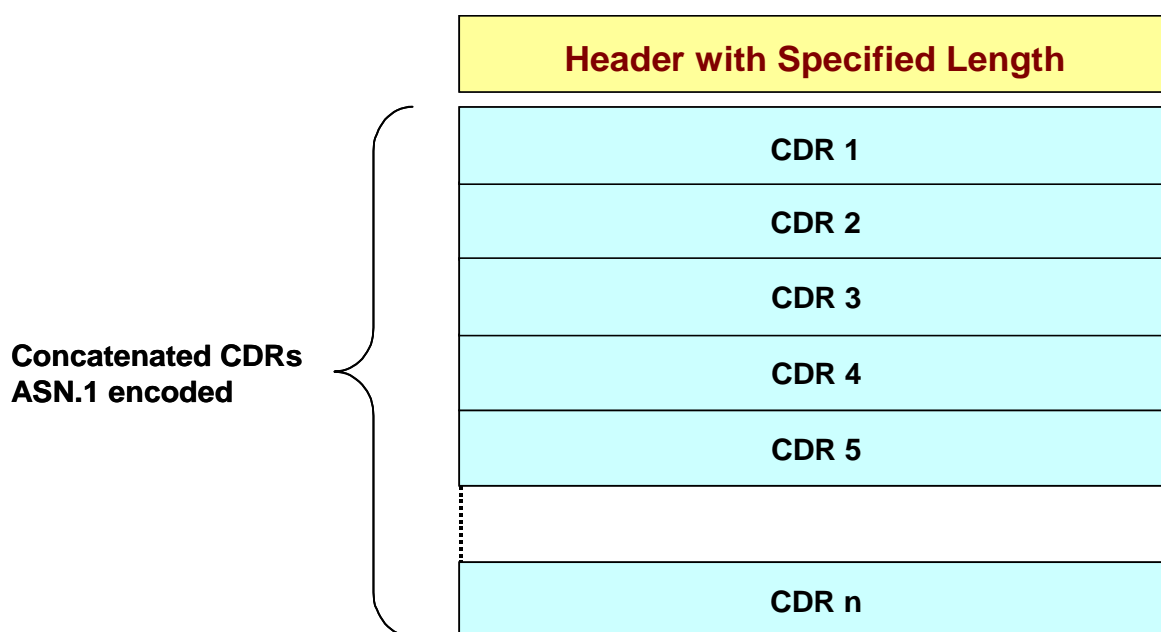 Header with Specified Length
CDR 1
CDR 2
CDR 3
Concatenated CDRs
ASN.1 encoded
CDR 4
CDR 5
CDR n